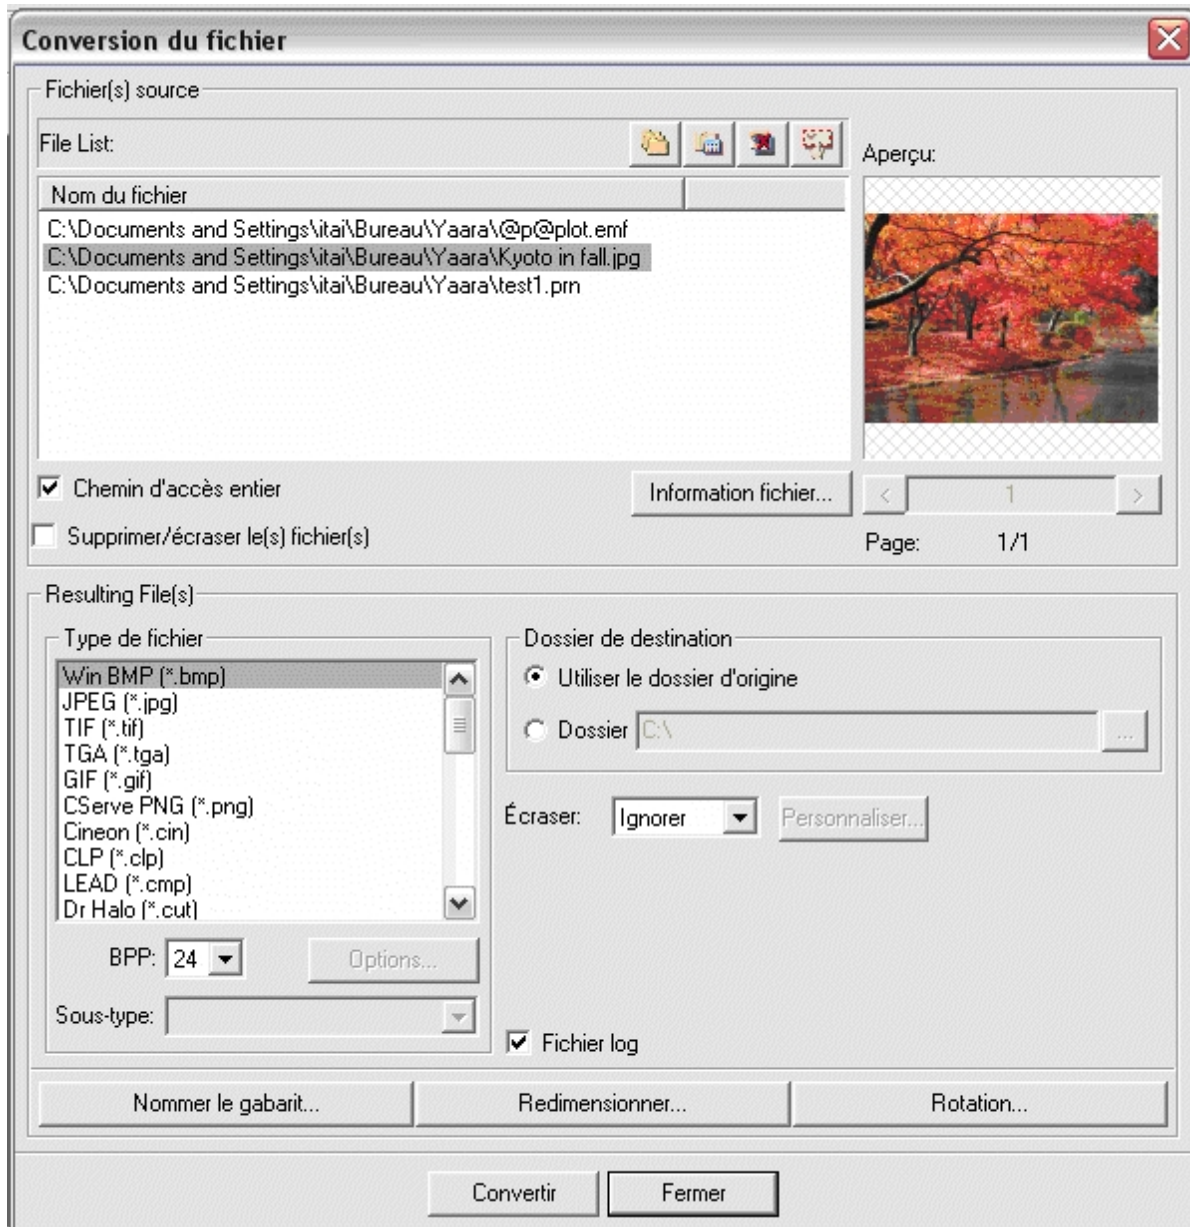 Conversion du fichier
Fichier(s) source
File List:
Aperçu:
Nom du fichier
C:\Documents and Settings\itai\Bureau\Yaara\@p@plot.emf
C:\Documents and Settings\itai\Bureau\Yaara\Kyoto in fall.jpg
C:\Documents and Settings\itai\Bureau\Yaara\test1.prn
Chemin d'accès entier
Information fichier...
< 1 >
Supprimer/écraser le(s) fichier(s)
Page: 1/1
Resulting File(s)
Type de fichier
Win BMP (*.bmp)
JPEG (*.jpg)
TIF (*.tif)
TGA (*.tga)
GIF (*.gif)
CServe PNG (*.png)
Cineon (*.cin)
CLP (*.clp)
LEAD (*.cmp)
Dr Halo (*.cut)
BPP: 24
Options...
Sous-type:
Dossier de destination
Utiliser le dossier d'origine
Dossier C:\ ...
Écraser: Ignorer Personnaliser...
Fichier log
Nommer le gabarit...
Redimensionner...
Rotation...
Convertir
Fermer